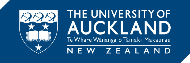 THE UNIVERSITY OF
AUCKLAND
Te Whare Wānanga o Tāmaki Makaurau
NEW ZEALAND